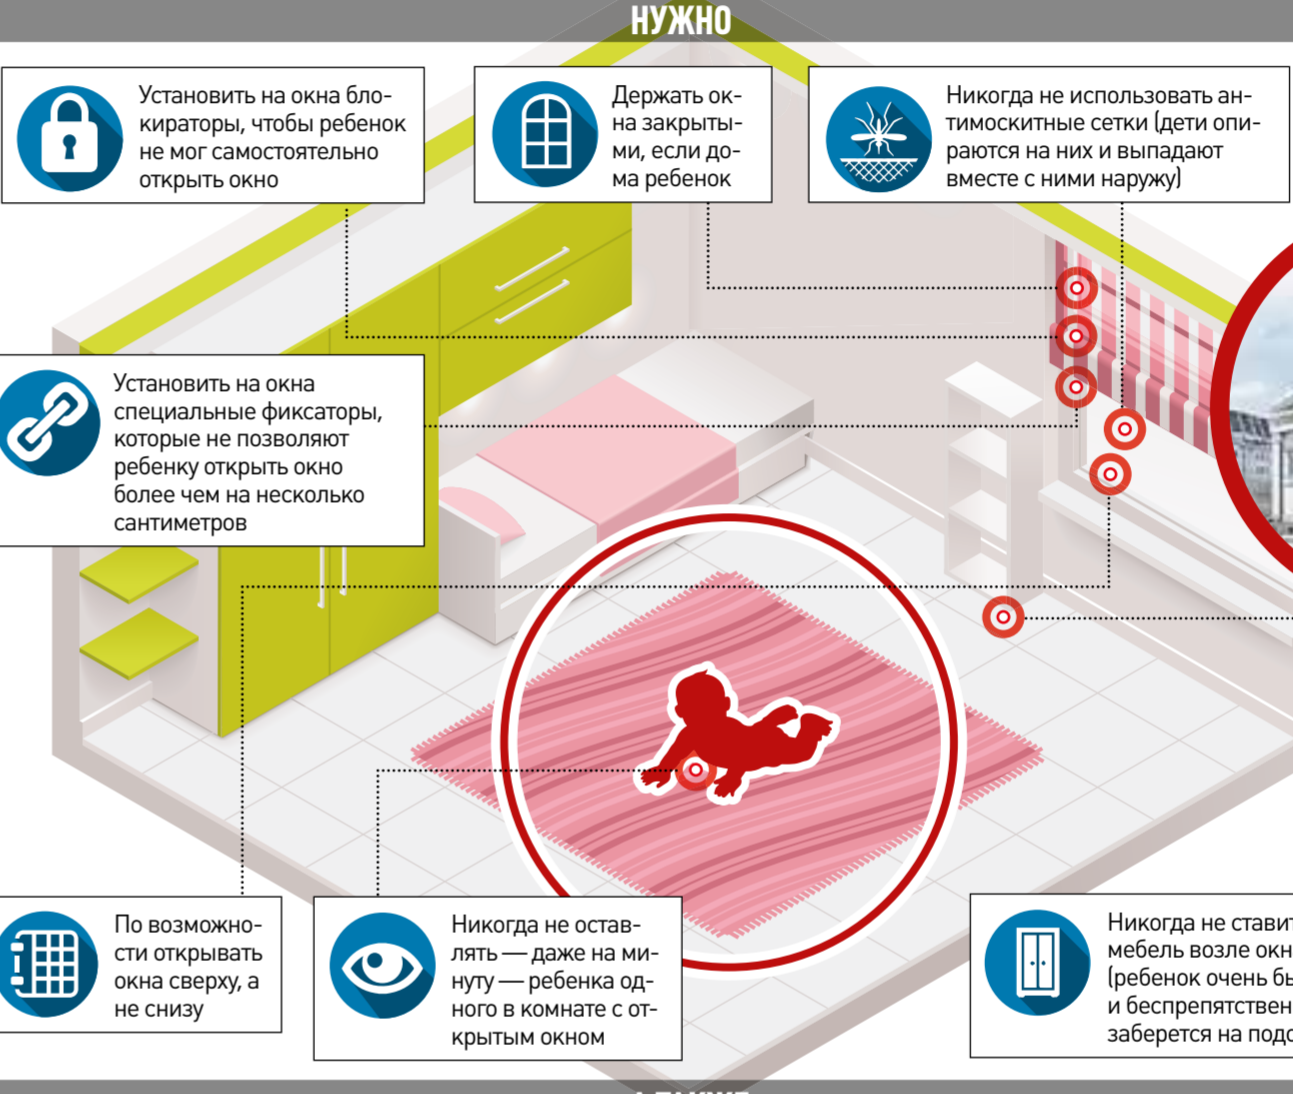 НУЖНО
Установить на окна бло-
кираторы, чтобы ребенок
не мог самостоятельно
открыть окно
Держать ок-
на закрыты-
ми, если до-
ма ребенок
Никогда не использовать ан-
тимоскитные сетки (дети опи-
раются на них и выпадают
вместе с ними наружу)
Установить на окна
специальные фиксаторы,
которые не позволяют
ребенку открыть окно
более чем на несколько
сантиметров
По возможно-
сти открывать
окна сверху, а
не снизу
Никогда не остав-
лять — даже на ми-
нуту — ребенка од-
ного в комнате с от-
крытым окном
Никогда не ставит
мебель возле окн
(ребенок очень бы
и беспрепятствен
заберется на подо